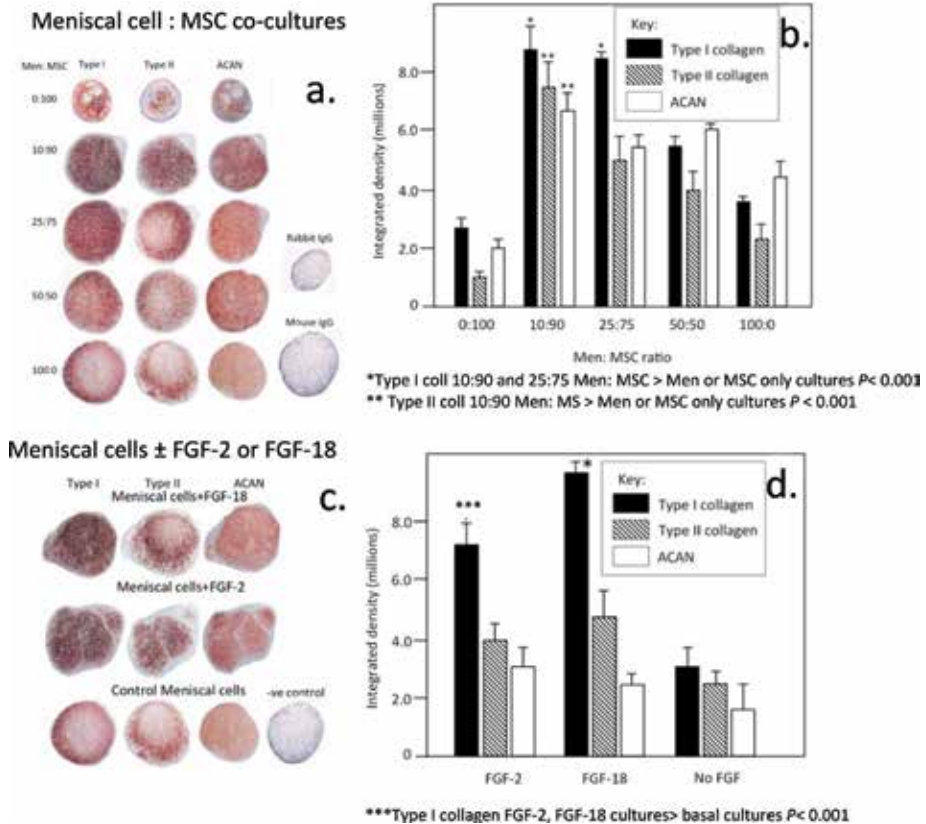 Meniscal cell : MSC co-cultures
Men: MSC Type I Type II ACAN
a.
0:100
10:90
25:75
Rabbit IgG
50:50
Mouse IgG
100:0
b.
Key:
Type I collagen
Type II collagen
ACAN
Integrated density (millions)
8.0
6.0
4.0
2.0
0
* ** ** *
0:100 10:90 25:75 50:50 100:0
Men: MSC ratio
*Type I coll 10:90 and 25:75 Men: MSC > Men or MSC only cultures P< 0.001
** Type II coll 10:90 Men: MS > Men or MSC only cultures P < 0.001
Meniscal cells ± FGF-2 or FGF-18
c.
Type I Type II ACAN
Meniscal cells+FGF-18
Meniscal cells+FGF-2
Control Meniscal cells -ve control
d.
Key:
Type I collagen
Type II collagen
ACAN
Integrated density (millions)
8.0
6.0
4.0
2.0
0
*** *
FGF-2 FGF-18 No FGF
***Type I collagen FGF-2, FGF-18 cultures> basal cultures P< 0.001